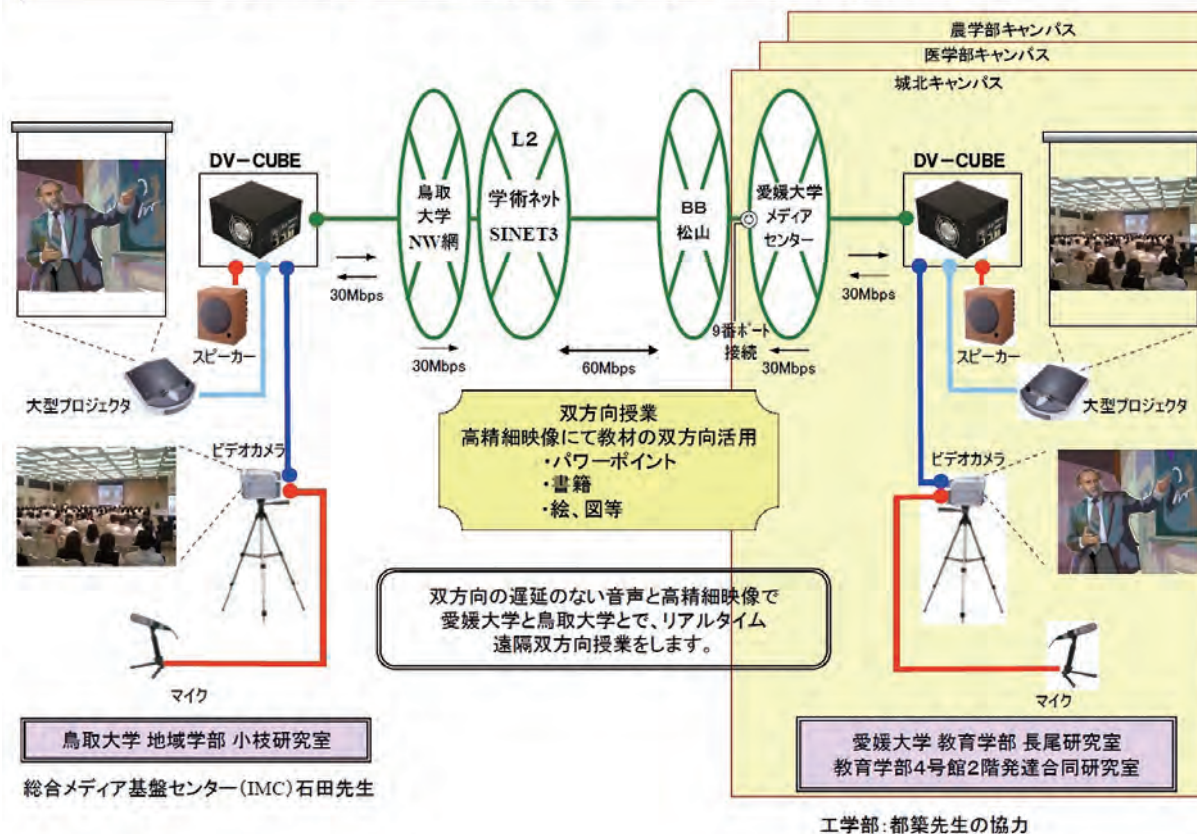 農学部キャンパス
医学部キャンパス
城北キャンパス
DV-CUBE
鳥取
大学
NW網
L2
学術ネット
SINET3
BB
松山
愛媛大学
メディア
センター
DV-CUBE
30Mbps
30Mbps
60Mbps
9番ポート
接続
30Mbps
30Mbps
スピーカー
大型プロジェクタ
ビデオカメラ
マイク
スピーカー
大型プロジェクタ
ビデオカメラ
マイク
双方向授業
高精細映像にて教材の双方向活用
・パワーポイント
・書籍
・絵、図等
双方向の遅延のない音声と高精細映像で
愛媛大学と鳥取大学とで、リアルタイム
遠隔双方向授業をします。
鳥取大学 地域学部 小枝研究室
総合メディア基盤センター(IMC)石田先生
愛媛大学 教育学部 長尾研究室
教育学部4号館2階発達合同研究室
工学部:都築先生の協力